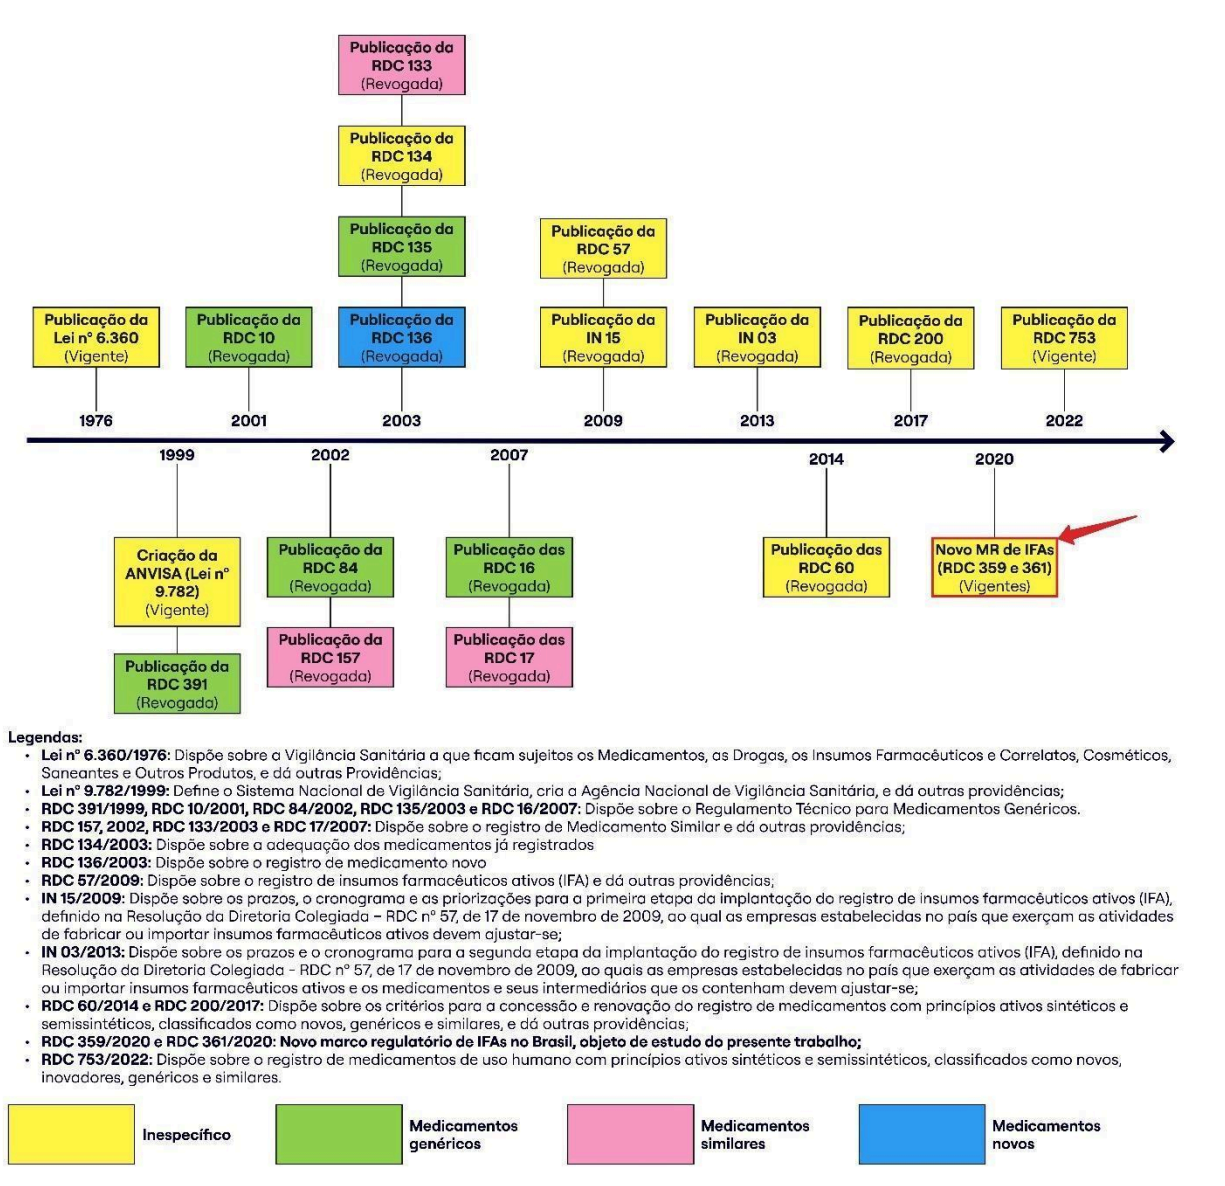 Publicação da
RDC 133
(Revogada)
Publicação da
RDC 134
(Revogada)
Publicação da
RDC 135
(Revogada)
Publicação da
RDC 57
(Revogada)
Publicação da
Lei nº 6.360
(Vigente)
Publicação da
RDC 10
(Revogada)
Publicação da
RDC 136
(Revogada)
Publicação da
IN 15
(Revogada)
Publicação da
IN 03
(Revogada)
Publicação da
RDC 200
(Revogada)
Publicação da
RDC 753
(Vigente)
1976
2001
2003
2009
2013
2017
2022
1999
2002
2007
2014
2020
Criação da
ANVISA (Lei nº
9.782)
(Vigente)
Publicação da
RDC 84
(Revogada)
Publicação das
RDC 16
(Revogada)
Publicação das
RDC 60
(Revogada)
Novo MR de IFAs
(RDC 359 e 361)
(Vigentes)
Publicação da
RDC 391
(Revogada)
Publicação da
RDC 157
(Revogada)
Publicação das
RDC 17
(Revogada)
Legendas:
• Lei nº 6.360/1976: Dispõe sobre a Vigilância Sanitária a que ficam sujeitos os Medicamentos, as Drogas, os Insumos Farmacêuticos e Correlatos, Cosméticos,
Saneantes e Outros Produtos, e dá outras Providências;
• Lei nº 9.782/1999: Define o Sistema Nacional de Vigilância Sanitária, cria a Agência Nacional de Vigilância Sanitária, e dá outras providências;
• RDC 391/1999, RDC 10/2001, RDC 84/2002, RDC 135/2003 e RDC 16/2007: Dispõe sobre o Regulamento Técnico para Medicamentos Genéricos.
• RDC 157, 2002, RDC 133/2003 e RDC 17/2007: Dispõe sobre o registro de Medicamento Similar e dá outras providências;
• RDC 134/2003: Dispõe sobre a adequação dos medicamentos já registrados
• RDC 136/2003: Dispõe sobre o registro de medicamento novo
• RDC 57/2009: Dispõe sobre o registro de insumos farmacêuticos ativos (IFA) e dá outras providências;
• IN 15/2009: Dispõe sobre os prazos, o cronograma e as priorizações para a primeira etapa da implantação do registro de insumos farmacêuticos ativos (IFA),
definido na Resolução da Diretoria Colegiada – RDC nº 57, de 17 de novembro de 2009, ao qual as empresas estabelecidas no país que exerçam as atividades
de fabricar ou importar insumos farmacêuticos ativos devem ajustar-se;
• IN 03/2013: Dispõe sobre os prazos e o cronograma para a segunda etapa da implantação do registro de insumos farmacêuticos ativos (IFA), definido na
Resolução da Diretoria Colegiada - RDC nº 57, de 17 de novembro de 2009, ao quais as empresas estabelecidas no país que exerçam as atividades de fabricar
ou importar insumos farmacêuticos ativos e os medicamentos e seus intermediários que os contenham devem ajustar-se;
• RDC 60/2014 e RDC 200/2017: Dispõe sobre os critérios para a concessão e renovação do registro de medicamentos com princípios ativos sintéticos e
semissintéticos, classificados como novos, genéricos e similares, e dá outras providências;
• RDC 359/2020 e RDC 361/2020: Novo marco regulatório de IFAs no Brasil, objeto de estudo do presente trabalho;
• RDC 753/2022: Dispõe sobre o registro de medicamentos de uso humano com princípios ativos sintéticos e semissintéticos, classificados como novos,
inovadores, genéricos e similares.
Inespecífico
Medicamentos
genéricos
Medicamentos
similares
Medicamentos
novos